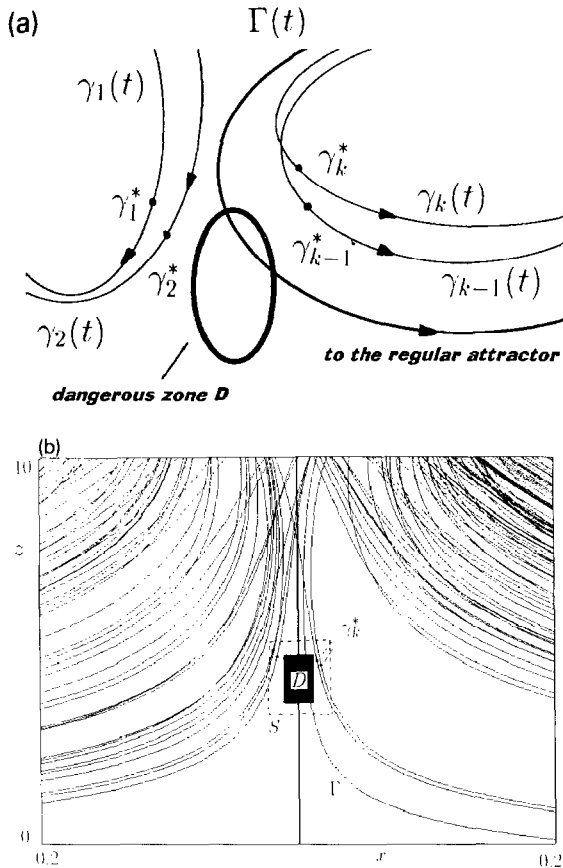 (a)
Γ(t)
γ₁(t)
γ₁*
γ₂*
γ₂(t)
γₖ*
γₖ(t)
γₖ₋₁*
γₖ₋₁(t)
to the regular attractor
dangerous zone D
(b)
10
z
γₖ*
D
S
Γ
0
0.2
x
0.2